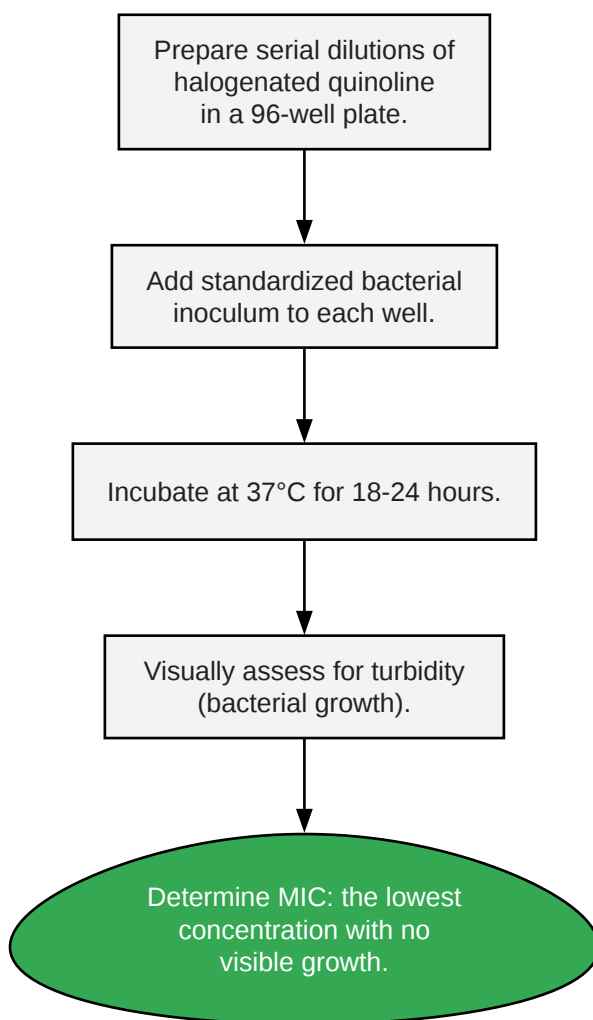 Prepare serial dilutions of
halogenated quinoline
in a 96-well plate.
Add standardized bacterial
inoculum to each well.
Incubate at 37°C for 18-24 hours.
Visually assess for turbidity
(bacterial growth).
Determine MIC: the lowest
concentration with no
visible growth.